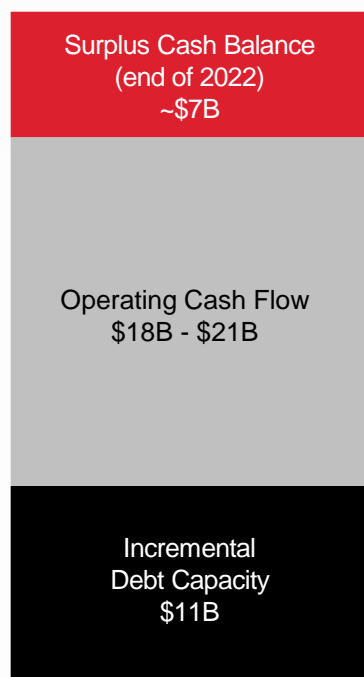 Surplus Cash Balance
(end of 2022)
~$7B
Operating Cash Flow
$18B - $21B
Incremental
Debt Capacity
$11B